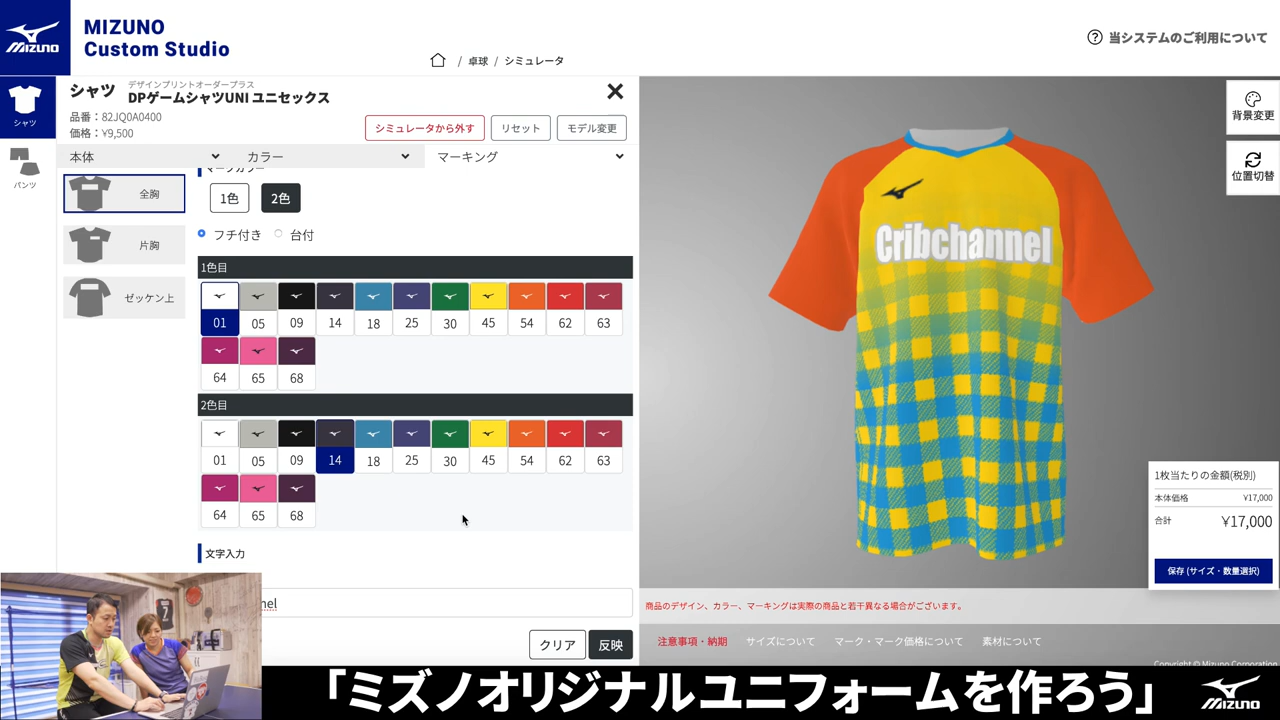 MIZUNO
MIZUNO
Custom Studio
/ 卓球 / シミュレータ
? 当システムのご利用について
シャツ
パンツ
シャツ
デザインプリントオーダープラス
DPゲームシャツUNI ユニセックス
品番：82JQ0A0400
価格：¥9,500
シミュレータから外す
リセット
モデル変更
本体
カラー
マーキング
全胸
片胸
ゼッケン上
マークカラー
1色
2色
フチ付き
台付
1色目
01 05 09 14 18 25 30 45 54 62 63
64 65 68
2色目
01 05 09 14 18 25 30 45 54 62 63
64 65 68
文字入力
nel
クリア
反映
Cribchannel
背景変更
位置切替
1枚当たりの金額(税別)
本体価格 ¥17,000
合計 ¥17,000
保存 (サイズ・数量選択)
商品のデザイン、カラー、マーキングは実際の商品と若干異なる場合がございます。
注意事項・納期 サイズについて マーク・マーク価格について 素材について
Copyright © Mizuno Corporation
「ミズノオリジナルユニフォームを作ろう」
MIZUNO